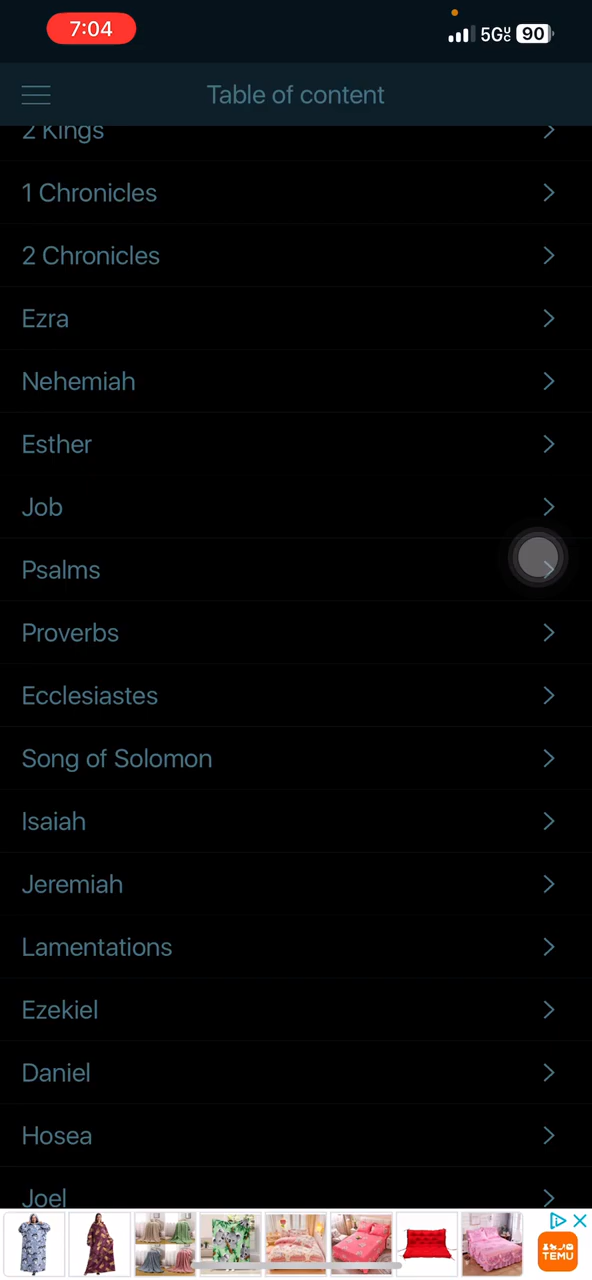 7:04
5GUC 90
Table of content
2 Kings
1 Chronicles
2 Chronicles
Ezra
Nehemiah
Esther
Job
Psalms
Proverbs
Ecclesiastes
Song of Solomon
Isaiah
Jeremiah
Lamentations
Ezekiel
Daniel
Hosea
Joel
TEMU